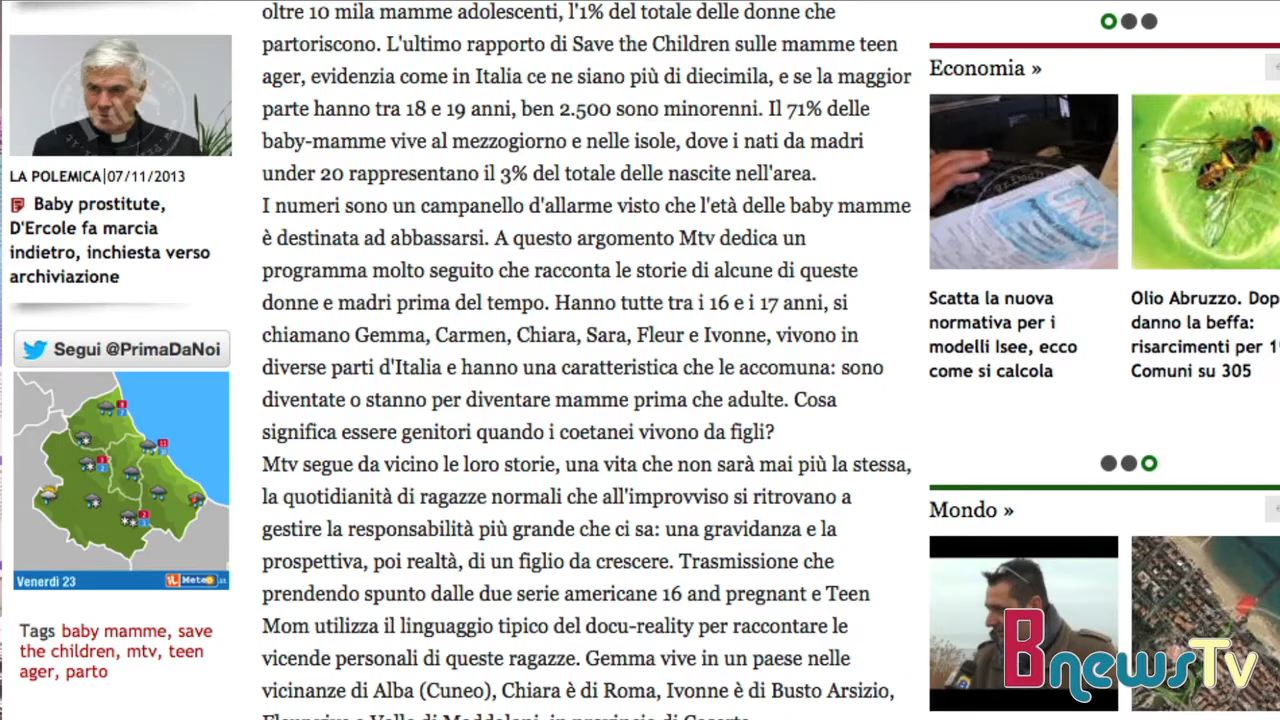 LA POLEMICA|07/11/2013
Baby prostitute,
D'Ercole fa marcia
indietro, inchiesta verso
archiviazione
Segui @PrimaDaNoi
Venerdì 23
ilMeteo.it
Tags baby mamme, save
the children, mtv, teen
ager, parto
oltre 10 mila mamme adolescenti, l'1% del totale delle donne che
partoriscono. L'ultimo rapporto di Save the Children sulle mamme teen
ager, evidenzia come in Italia ce ne siano più di diecimila, e se la maggior
parte hanno tra 18 e 19 anni, ben 2.500 sono minorenni. Il 71% delle
baby-mamme vive al mezzogiorno e nelle isole, dove i nati da madri
under 20 rappresentano il 3% del totale delle nascite nell'area.
I numeri sono un campanello d'allarme visto che l'età delle baby mamme
è destinata ad abbassarsi. A questo argomento Mtv dedica un
programma molto seguito che racconta le storie di alcune di queste
donne e madri prima del tempo. Hanno tutte tra i 16 e i 17 anni, si
chiamano Gemma, Carmen, Chiara, Sara, Fleur e Ivonne, vivono in
diverse parti d'Italia e hanno una caratteristica che le accomuna: sono
diventate o stanno per diventare mamme prima che adulte. Cosa
significa essere genitori quando i coetanei vivono da figli?
Mtv segue da vicino le loro storie, una vita che non sarà mai più la stessa,
la quotidianità di ragazze normali che all'improvviso si ritrovano a
gestire la responsabilità più grande che ci sa: una gravidanza e la
prospettiva, poi realtà, di un figlio da crescere. Trasmissione che
prendendo spunto dalle due serie americane 16 and pregnant e Teen
Mom utilizza il linguaggio tipico del docu-reality per raccontare le
vicende personali di queste ragazze. Gemma vive in un paese nelle
vicinanze di Alba (Cuneo), Chiara è di Roma, Ivonne è di Busto Arsizio,
Economia »
Scatta la nuova
normativa per i
modelli Isee, ecco
come si calcola
Olio Abruzzo. Dop
danno la beffa:
risarcimenti per 1
Comuni su 305
Mondo »
BnewsTv